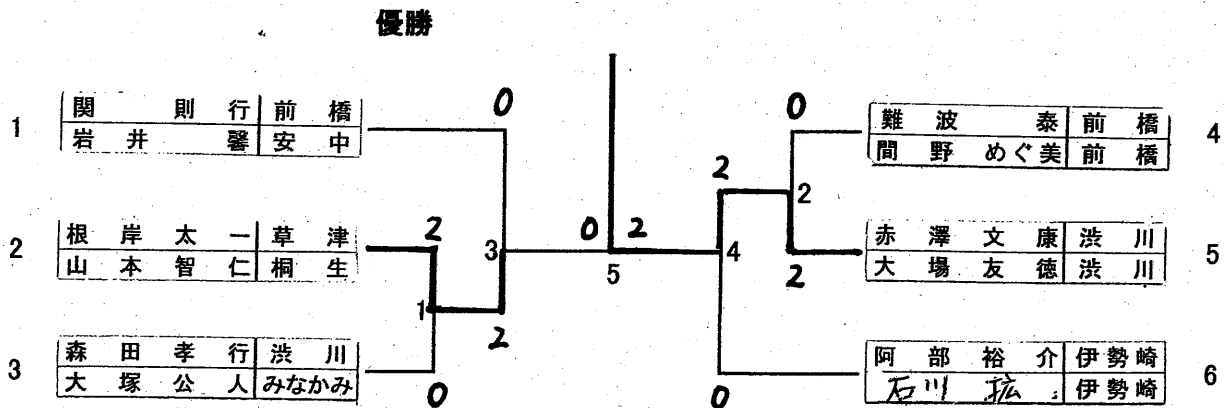 優勝
1 関 則行 前橋
岩井 馨 安中
2 根岸太一 草津
山本智仁 桐生
3 森田孝行 渋川
大塚公人 みなかみ
4 難波 泰 前橋
間野めぐ美 前橋
5 赤澤文康 渋川
大場友徳 渋川
6 阿部裕介 伊勢崎
石川 拡 伊勢崎
0 0
2
2 3 0 2 4 2
5
1 2 2
0 0